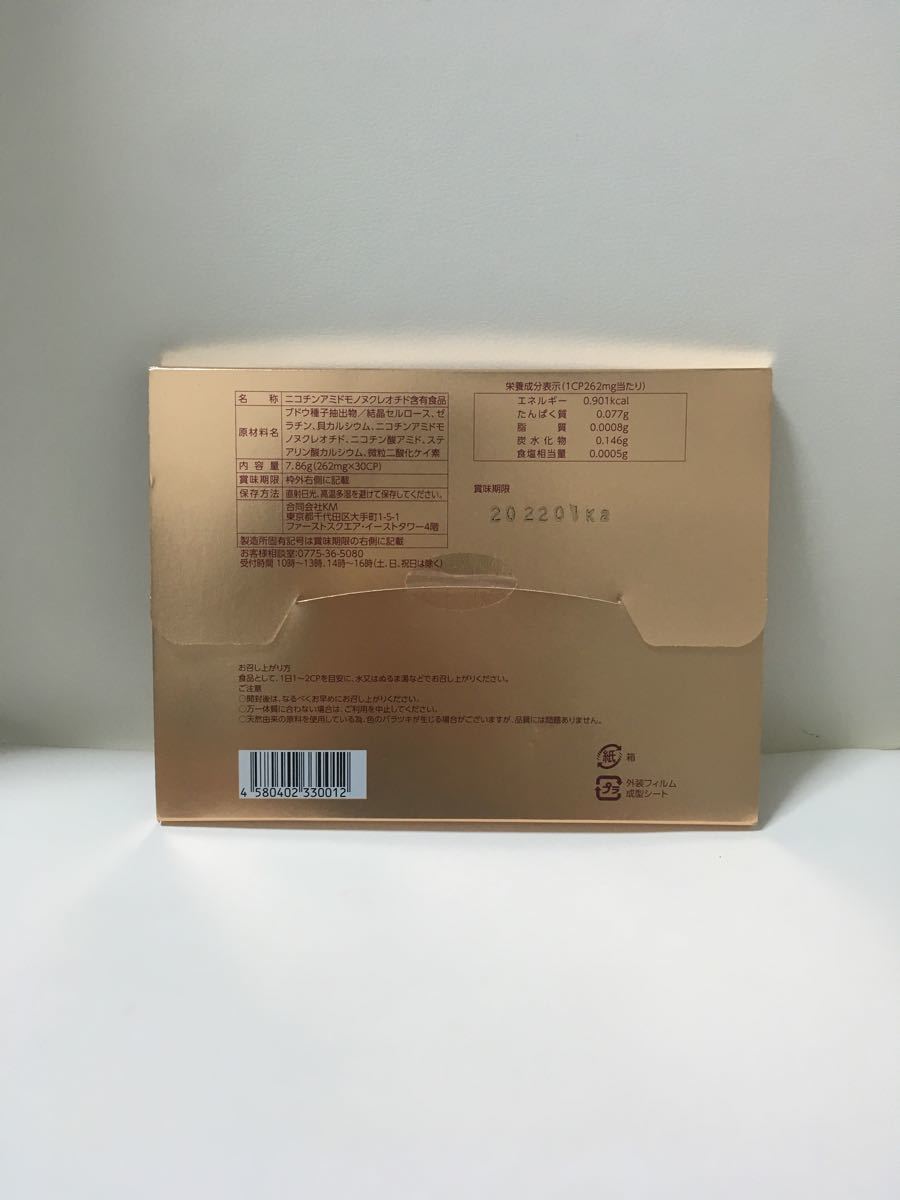 名　称 ニコチンアミドモノヌクレオチド含有食品
原材料名 ブドウ種子抽出物／結晶セルロース、ゼ
ラチン、貝カルシウム、ニコチンアミドモ
ノヌクレオチド、ニコチン酸アミド、ステ
アリン酸カルシウム、微粒二酸化ケイ素
内 容 量 7.86g(262mg×30CP)
賞味期限 枠外右側に記載
保存方法 直射日光、高温多湿を避けて保存してください。
合同会社KM
東京都千代田区大手町1-5-1
ファーストスクエア・イーストタワー4階
製造所固有記号は賞味期限の右側に記載
お客様相談室:0775-36-5080
受付時間 10時〜13時、14時〜16時(土、日、祝日は除く)
栄養成分表示(1CP262mg当たり)
エネルギー 0.901kcal
たんぱく質 0.077g
脂　質 0.0008g
炭水化物 0.146g
食塩相当量 0.0005g
賞味期限
202201Ka
お召し上がり方
食品として、1日1〜2CPを目安に、水又はぬるま湯などでお召し上がりください。
ご注意
○開封後は、なるべくお早めにお召し上がりください。
○万一体質に合わない場合は、ご利用を中止してください。
○天然由来の原料を使用している為、色のバラツキが生じる場合がございますが、品質には問題ありません。
4 580402 330012
紙 箱
プラ 外装フィルム
成型シート